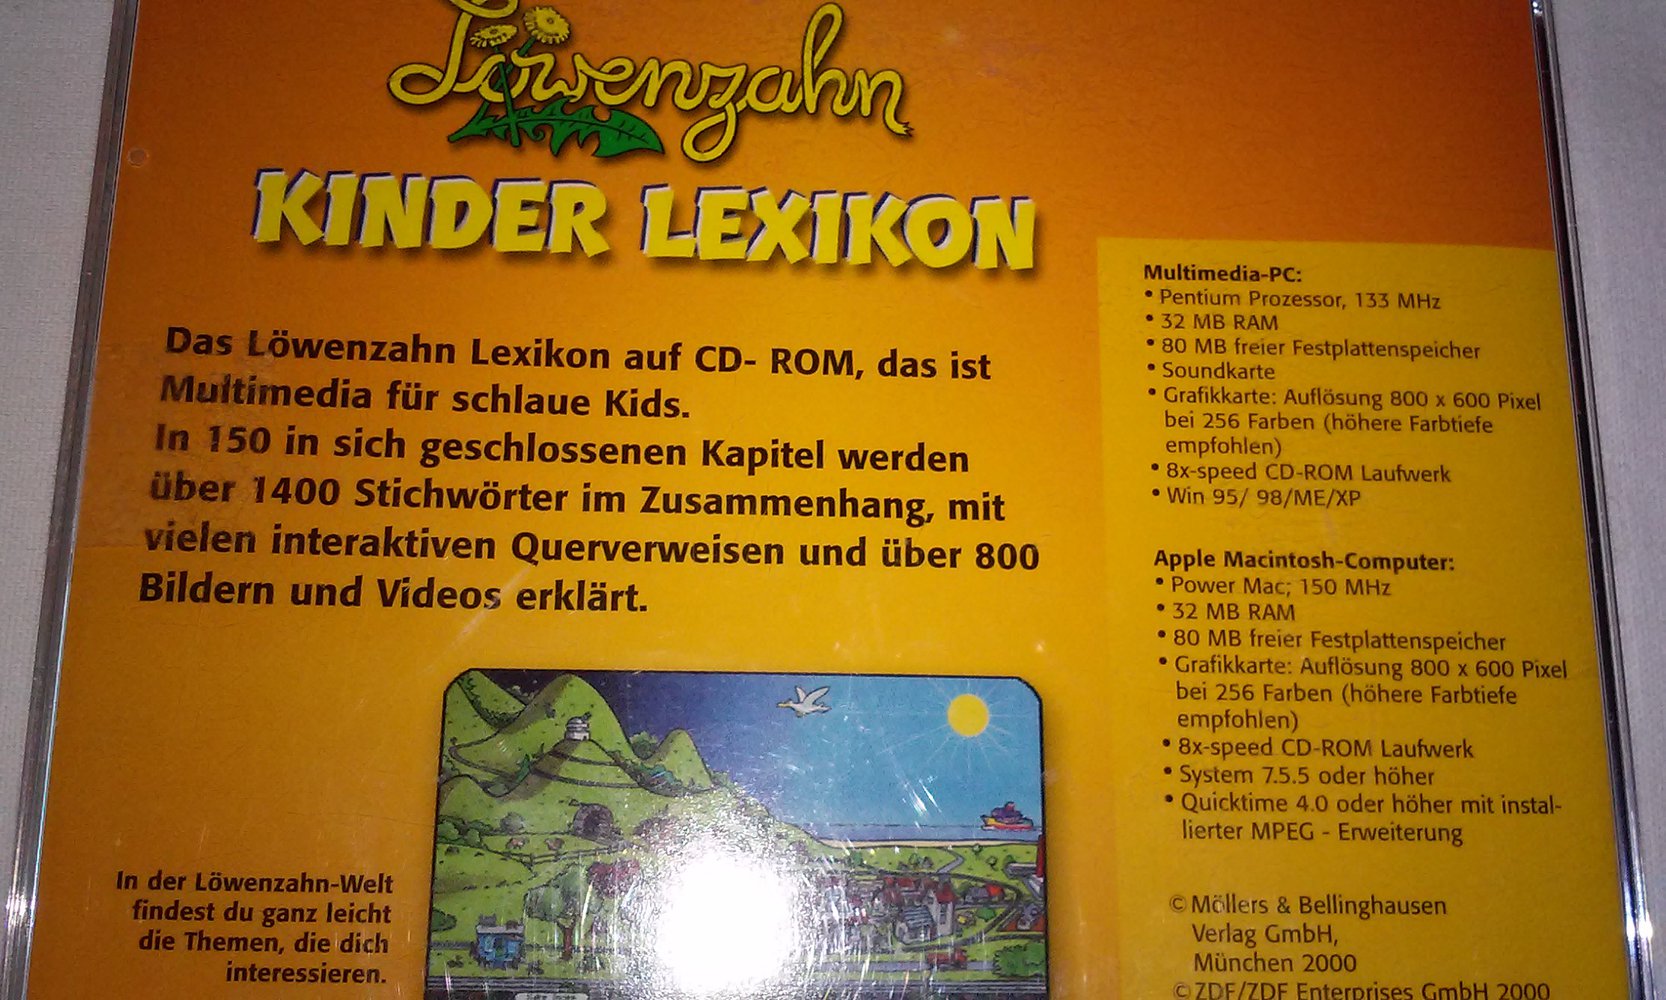 Löwenzahn
KINDER LEXIKON
Das Löwenzahn Lexikon auf CD- ROM, das ist
Multimedia für schlaue Kids.
In 150 in sich geschlossenen Kapitel werden
über 1400 Stichwörter im Zusammenhang, mit
vielen interaktiven Querverweisen und über 800
Bildern und Videos erklärt.
In der Löwenzahn-Welt
findest du ganz leicht
die Themen, die dich
interessieren.
Multimedia-PC:
• Pentium Prozessor, 133 MHz
• 32 MB RAM
• 80 MB freier Festplattenspeicher
• Soundkarte
• Grafikkarte: Auflösung 800 x 600 Pixel
bei 256 Farben (höhere Farbtiefe
empfohlen)
• 8x-speed CD-ROM Laufwerk
• Win 95/ 98/ME/XP
Apple Macintosh-Computer:
• Power Mac; 150 MHz
• 32 MB RAM
• 80 MB freier Festplattenspeicher
• Grafikkarte: Auflösung 800 x 600 Pixel
bei 256 Farben (höhere Farbtiefe
empfohlen)
• 8x-speed CD-ROM Laufwerk
• System 7.5.5 oder höher
• Quicktime 4.0 oder höher mit instal-
lierter MPEG - Erweiterung
© Möllers & Bellinghausen
Verlag GmbH,
München 2000
© ZDF/ZDF Enterprises GmbH 2000